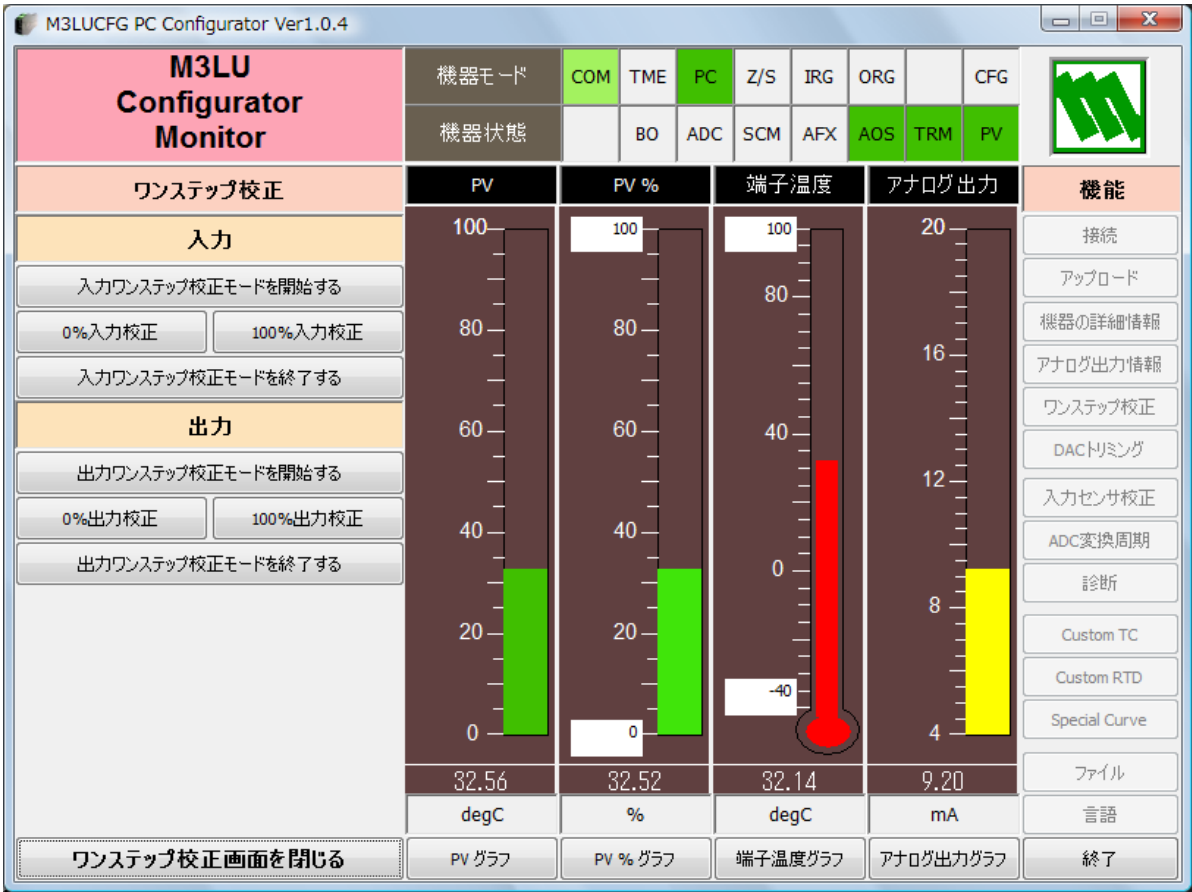 M3LUCFG PC Configurator Ver1.0.4
M3LU
Configurator
Monitor
機器モード COM TME PC Z/S IRG ORG CFG
機器状態 BO ADC SCM AFX AOS TRM PV
ワンステップ校正
入力
入力ワンステップ校正モードを開始する
0%入力校正 100%入力校正
入力ワンステップ校正モードを終了する
出力
出力ワンステップ校正モードを開始する
0%出力校正 100%出力校正
出力ワンステップ校正モードを終了する
ワンステップ校正画面を閉じる
PV
100
80
60
40
20
0
32.56
degC
PV グラフ
PV %
100
80
60
40
20
0
32.52
%
PV % グラフ
端子温度
100
80
40
0
-40
32.14
degC
端子温度グラフ
アナログ出力
20
16
12
8
4
9.20
mA
アナログ出力グラフ
機能
接続
アップロード
機器の詳細情報
アナログ出力情報
ワンステップ校正
DACトリミング
入力センサ校正
ADC変換周期
診断
Custom TC
Custom RTD
Special Curve
ファイル
言語
終了